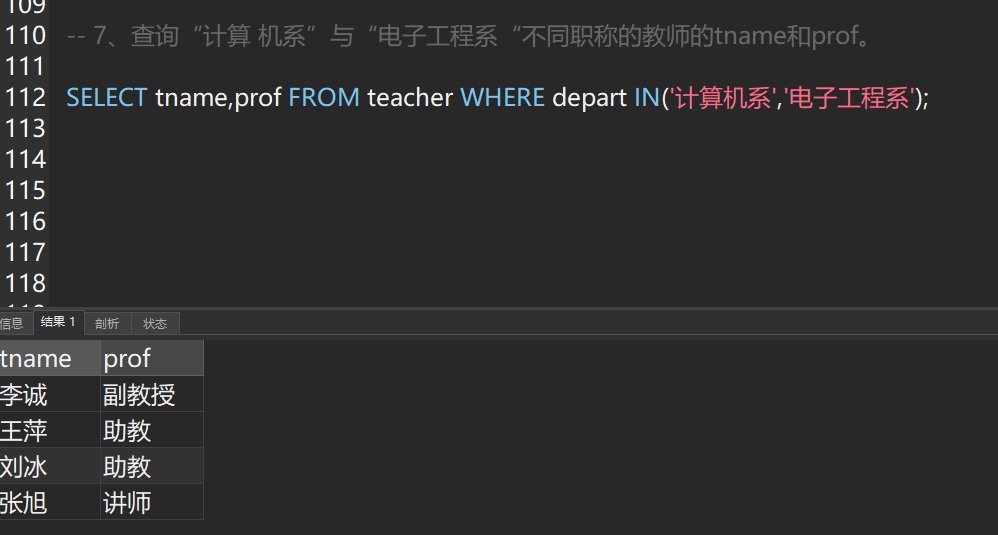 109
110 -- 7、查询“计算 机系”与“电子工程系“不同职称的教师的tname和prof。
111
112 SELECT tname,prof FROM teacher WHERE depart IN('计算机系','电子工程系');
113
114
115
116
117
118
信息 结果 1 剖析 状态
tname prof
李诚 副教授
王萍 助教
刘冰 助教
张旭 讲师